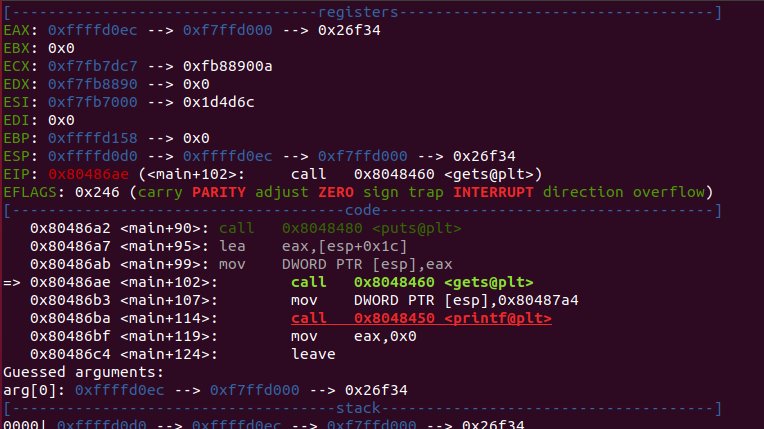 [----------------------------------registers-----------------------------------]
EAX: 0xffffd0ec --> 0xf7ffd000 --> 0x26f34
EBX: 0x0
ECX: 0xf7fb7dc7 --> 0xfb88900a
EDX: 0xf7fb8890 --> 0x0
ESI: 0xf7fb7000 --> 0x1d4d6c
EDI: 0x0
EBP: 0xffffd158 --> 0x0
ESP: 0xffffd0d0 --> 0xffffd0ec --> 0xf7ffd000 --> 0x26f34
EIP: 0x80486ae (<main+102>:     call   0x8048460 <gets@plt>)
EFLAGS: 0x246 (carry PARITY adjust ZERO sign trap INTERRUPT direction overflow)
[-------------------------------------code-------------------------------------]
   0x80486a2 <main+90>: call   0x8048480 <puts@plt>
   0x80486a7 <main+95>: lea    eax,[esp+0x1c]
   0x80486ab <main+99>: mov    DWORD PTR [esp],eax
=> 0x80486ae <main+102>:        call   0x8048460 <gets@plt>
   0x80486b3 <main+107>:        mov    DWORD PTR [esp],0x80487a4
   0x80486ba <main+114>:        call   0x8048450 <printf@plt>
   0x80486bf <main+119>:        mov    eax,0x0
   0x80486c4 <main+124>:        leave
Guessed arguments:
arg[0]: 0xffffd0ec --> 0xf7ffd000 --> 0x26f34
[------------------------------------stack-------------------------------------]
0000| 0xffffd0d0 --> 0xffffd0ec --> 0xf7ffd000 --> 0x26f34